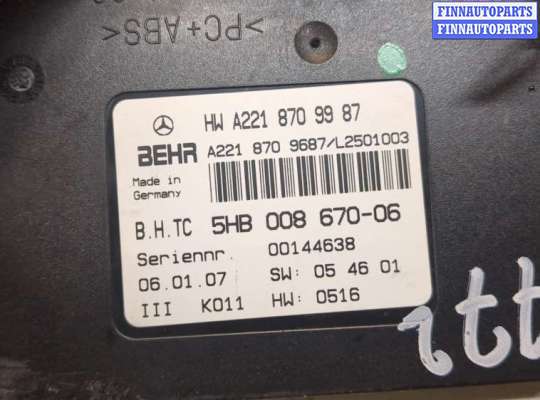 FINNAUTOPARTS
FINNAUTOPARTS
>PC+ABS<
HW A221 870 99 87
BEHR A221 870 9687/L2501003
Made in
Germany
B.H.TC 5HB 008 670-06
Seriennr. 00144638
06.01.07 SW: 05 46 01
III K011 HW: 0516